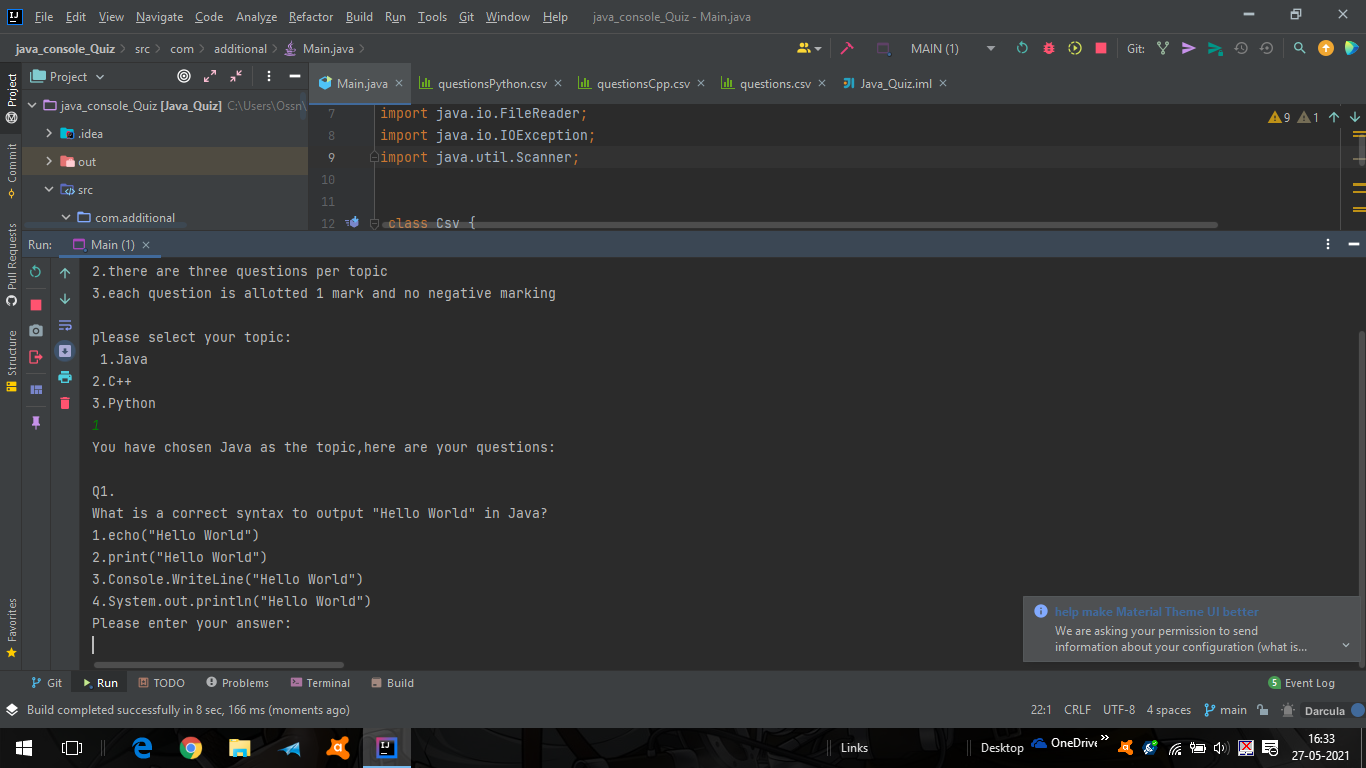 File Edit View Navigate Code Analyze Refactor Build Run Tools Git Window Help java_console_Quiz - Main.java
java_console_Quiz src com additional Main.java MAIN (1) Git:
Project Main.java questionsPython.csv questionsCpp.csv questions.csv Java_Quiz.iml
java_console_Quiz [Java_Quiz] C:\Users\Ossn\
.idea
out
src
com.additional
7 import java.io.FileReader;
8 import java.io.IOException;
9 import java.util.Scanner;
10
11
12 class Csv {
9 1
Project
Commit
Pull Requests
Structure
Favorites
Run: Main (1)
2.there are three questions per topic
3.each question is allotted 1 mark and no negative marking
please select your topic:
1.Java
2.C++
3.Python
1
You have chosen Java as the topic,here are your questions:
Q1.
What is a correct syntax to output "Hello World" in Java?
1.echo("Hello World")
2.print("Hello World")
3.Console.WriteLine("Hello World")
4.System.out.println("Hello World")
Please enter your answer:
help make Material Theme UI better
We are asking your permission to send
information about your configuration (what is...
Git Run TODO Problems Terminal Build 5 Event Log
Build completed successfully in 8 sec, 166 ms (moments ago) 22:1 CRLF UTF-8 4 spaces main Darcula
Links Desktop OneDrive 16:33
27-05-2021